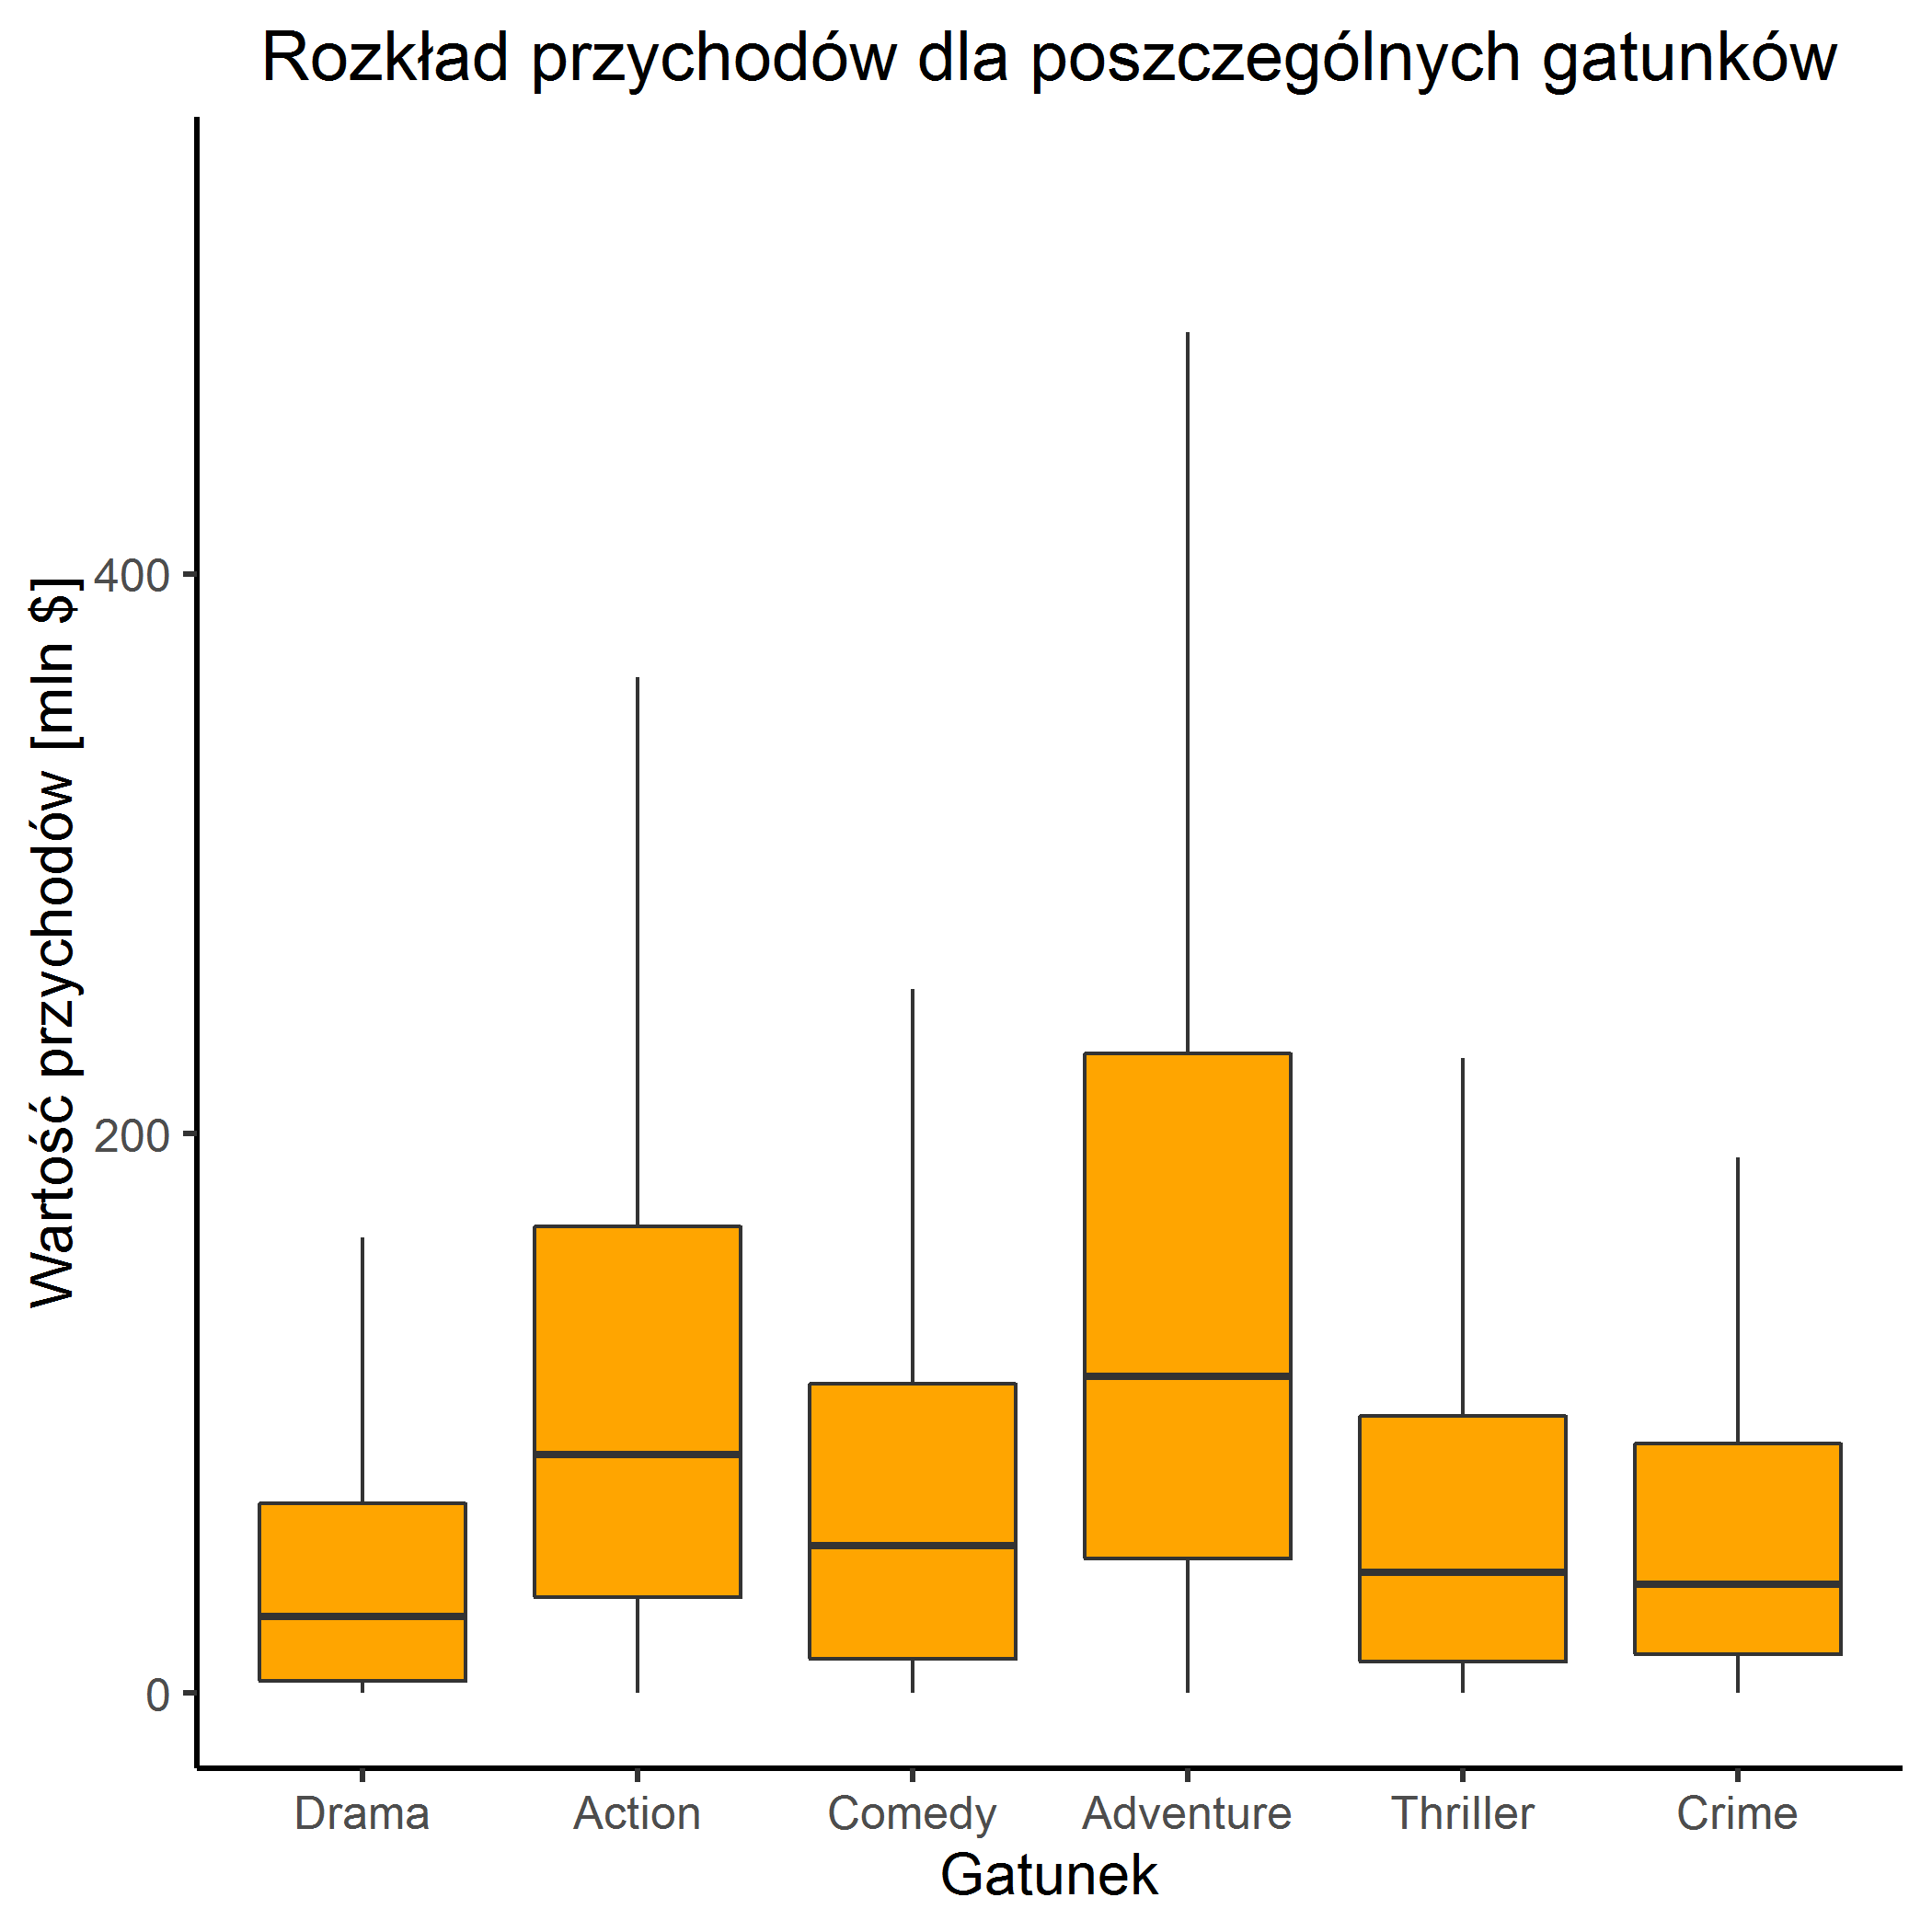 Rozkład przychodów dla poszczególnych gatunków
Wartość przychodów [mln $]
400
200
0
Drama Action Comedy Adventure Thriller Crime
Gatunek